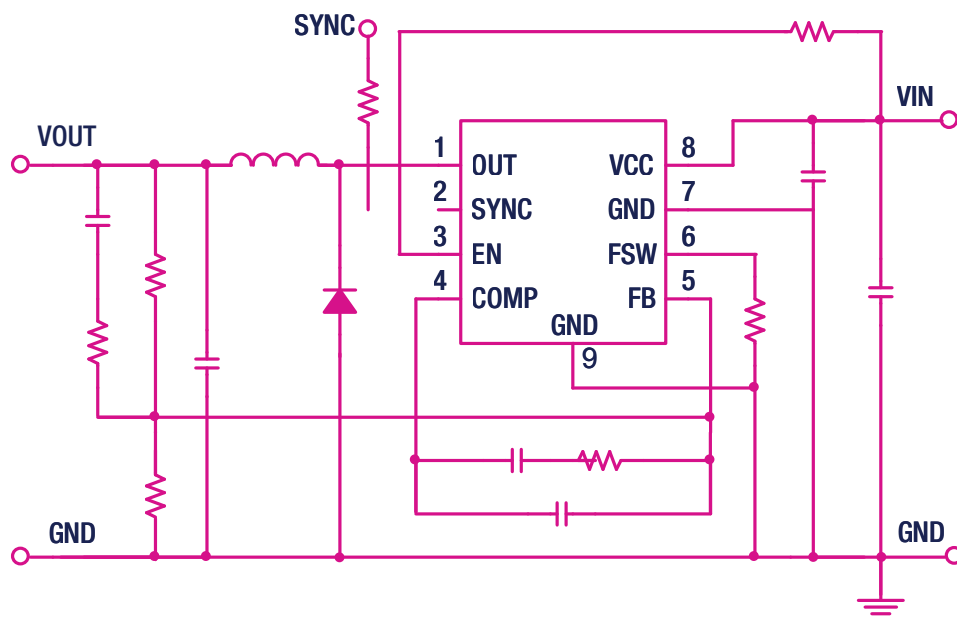 SYNC
VIN
VOUT
1 OUT VCC 8
2 SYNC GND 7
3 EN FSW 6
4 COMP FB 5
GND
9
GND
GND